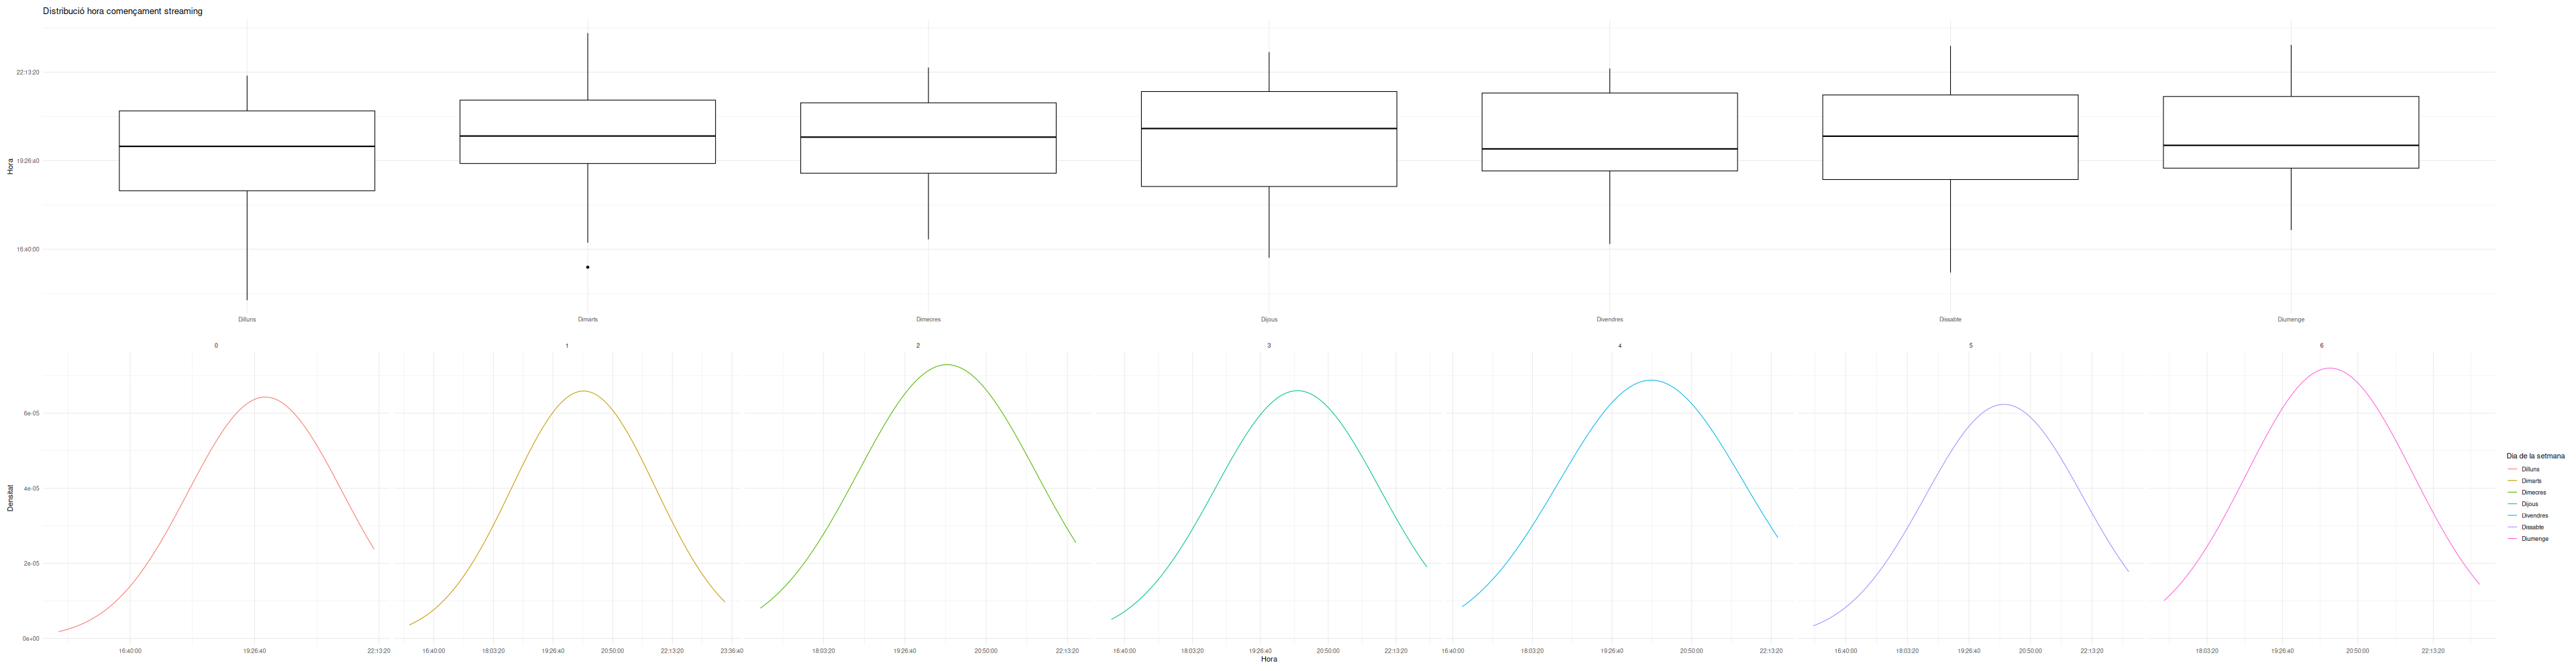 Distribució hora començament streaming
Hora
22:13:20
19:26:40
16:40:00
Dilluns Dimarts Dimecres Dijous Divendres Dissabte Diumenge
0 1 2 3 4 5 6
Densitat
6e-05
4e-05
2e-05
0e+00
16:40:00 19:26:40 22:13:20 16:40:00 18:03:20 19:26:40 20:50:00 22:13:20 23:36:40 18:03:20 19:26:40 20:50:00 22:13:20 16:40:00 18:03:20 19:26:40 20:50:00 22:13:20 16:40:00 18:03:20 19:26:40 20:50:00 22:13:20 16:40:00 18:03:20 19:26:40 20:50:00 22:13:20 18:03:20 19:26:40 20:50:00 22:13:20
Hora
Dia de la setmana
Dilluns
Dimarts
Dimecres
Dijous
Divendres
Dissabte
Diumenge